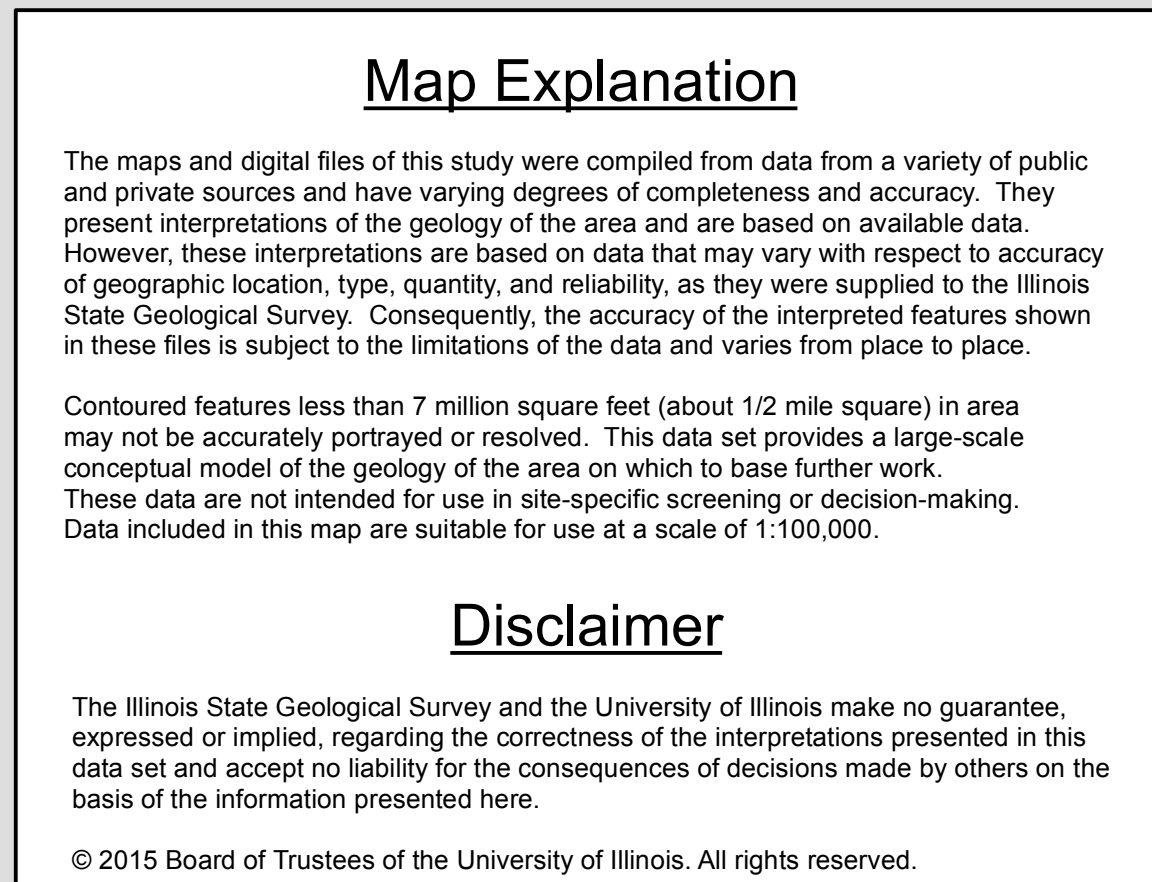 Map Explanation
The maps and digital files of this study were compiled from data from a variety of public
and private sources and have varying degrees of completeness and accuracy.  They
present interpretations of the geology of the area and are based on available data.
However, these interpretations are based on data that may vary with respect to accuracy
of geographic location, type, quantity, and reliability, as they were supplied to the Illinois
State Geological Survey.  Consequently, the accuracy of the interpreted features shown
in these files is subject to the limitations of the data and varies from place to place.
Contoured features less than 7 million square feet (about 1/2 mile square) in area
may not be accurately portrayed or resolved.  This data set provides a large-scale
conceptual model of the geology of the area on which to base further work.
These data are not intended for use in site-specific screening or decision-making.
Data included in this map are suitable for use at a scale of 1:100,000.
Disclaimer
The Illinois State Geological Survey and the University of Illinois make no guarantee,
expressed or implied, regarding the correctness of the interpretations presented in this
data set and accept no liability for the consequences of decisions made by others on the
basis of the information presented here.
© 2015 Board of Trustees of the University of Illinois. All rights reserved.